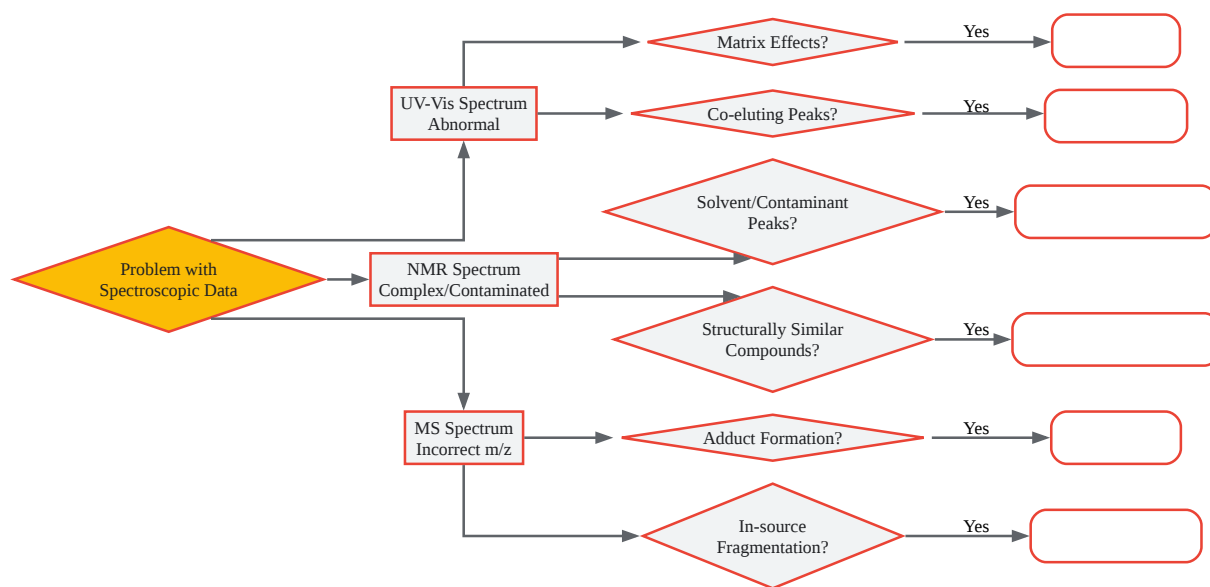 Matrix Effects?
Yes
UV-Vis Spectrum
Abnormal
Co-eluting Peaks?
Yes
Solvent/Contaminant
Peaks?
Yes
Problem with
Spectroscopic Data
NMR Spectrum
Complex/Contaminated
Structurally Similar
Compounds?
Yes
MS Spectrum
Incorrect m/z
Adduct Formation?
Yes
In-source
Fragmentation?
Yes